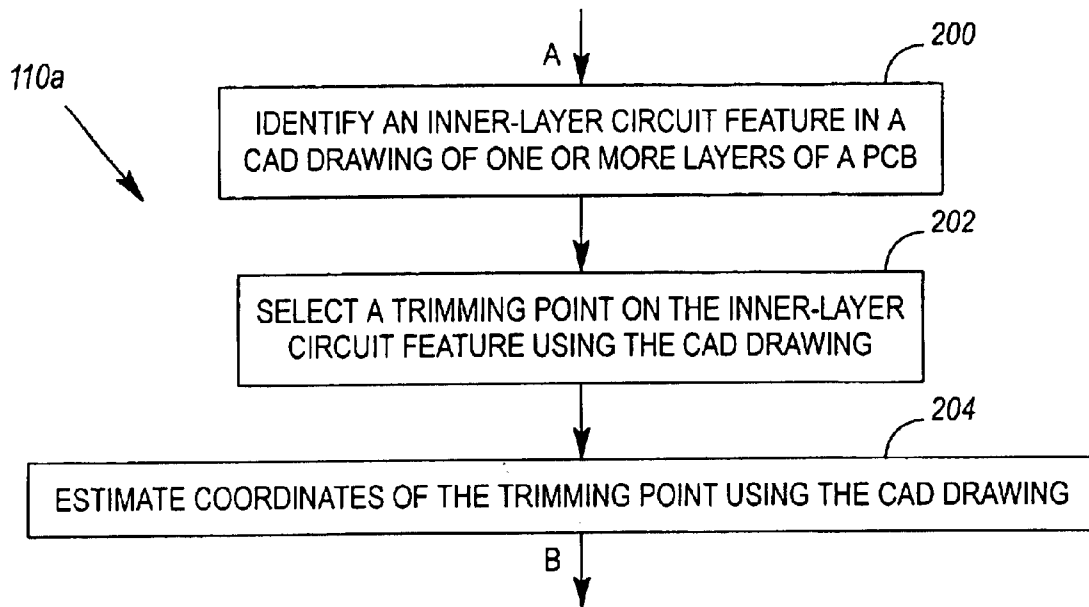 A
200
110a
IDENTIFY AN INNER-LAYER CIRCUIT FEATURE IN A
CAD DRAWING OF ONE OR MORE LAYERS OF A PCB
202
SELECT A TRIMMING POINT ON THE INNER-LAYER
CIRCUIT FEATURE USING THE CAD DRAWING
204
ESTIMATE COORDINATES OF THE TRIMMING POINT USING THE CAD DRAWING
B